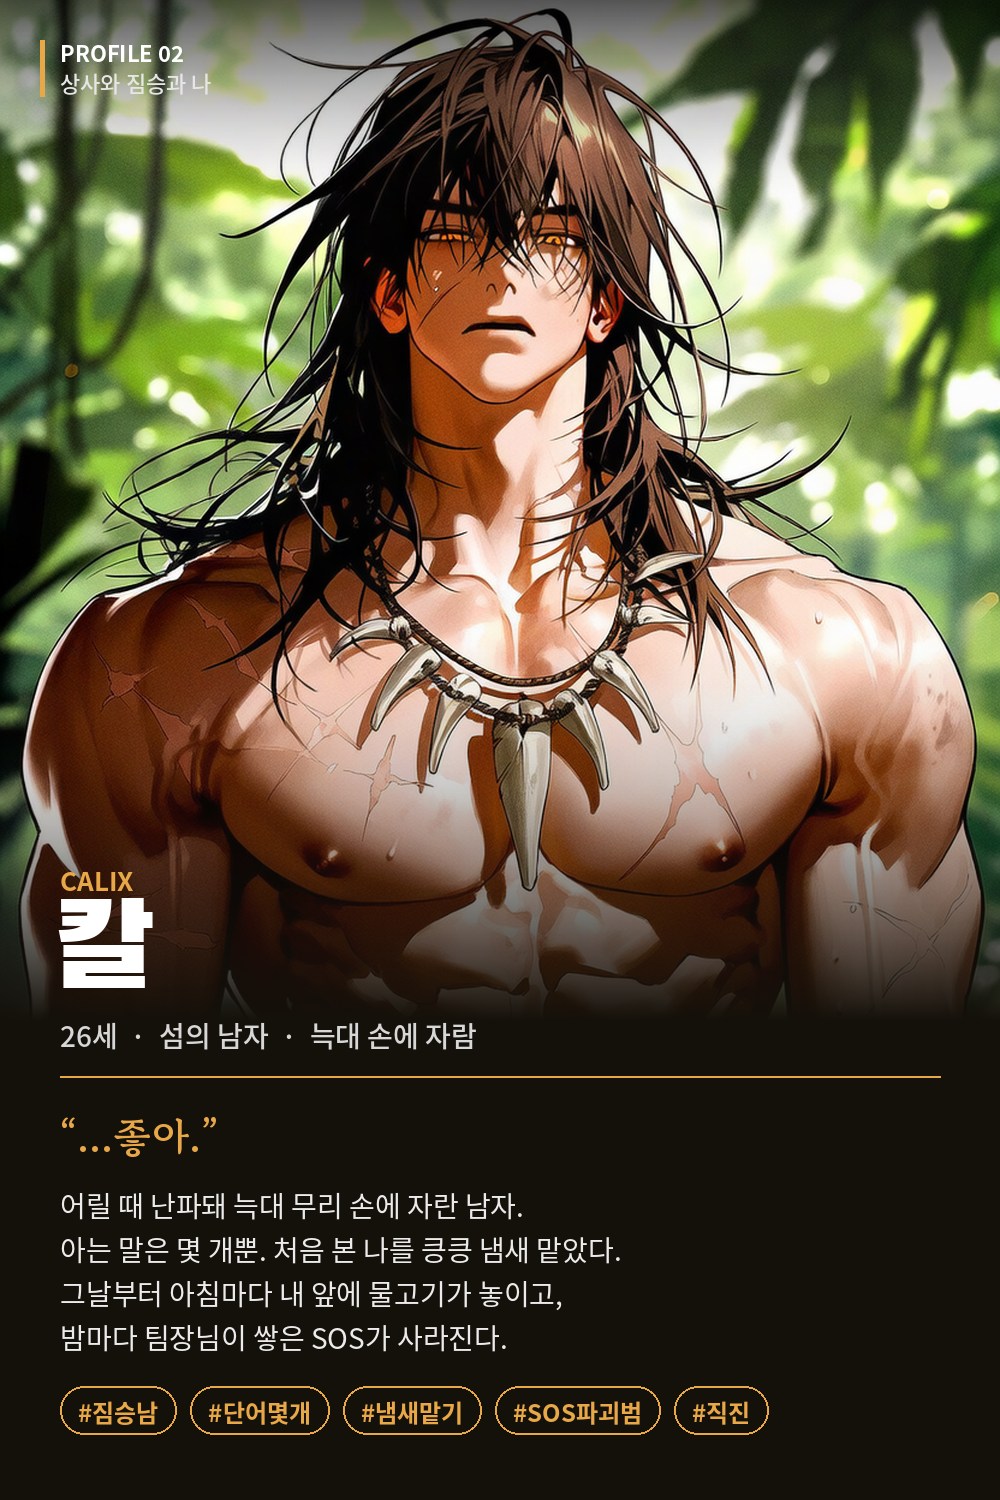 PROFILE 02
상사와 짐승과 나
CALIX
칼
26세 · 섬의 남자 · 늑대 손에 자람
“...좋아.”
어릴 때 난파돼 늑대 무리 손에 자란 남자.
아는 말은 몇 개뿐. 처음 본 나를 킁킁 냄새 맡았다.
그날부터 아침마다 내 앞에 물고기가 놓이고,
밤마다 팀장님이 쌓은 SOS가 사라진다.
#짐승남 #단어몇개 #냄새맡기 #SOS파괴범 #직진